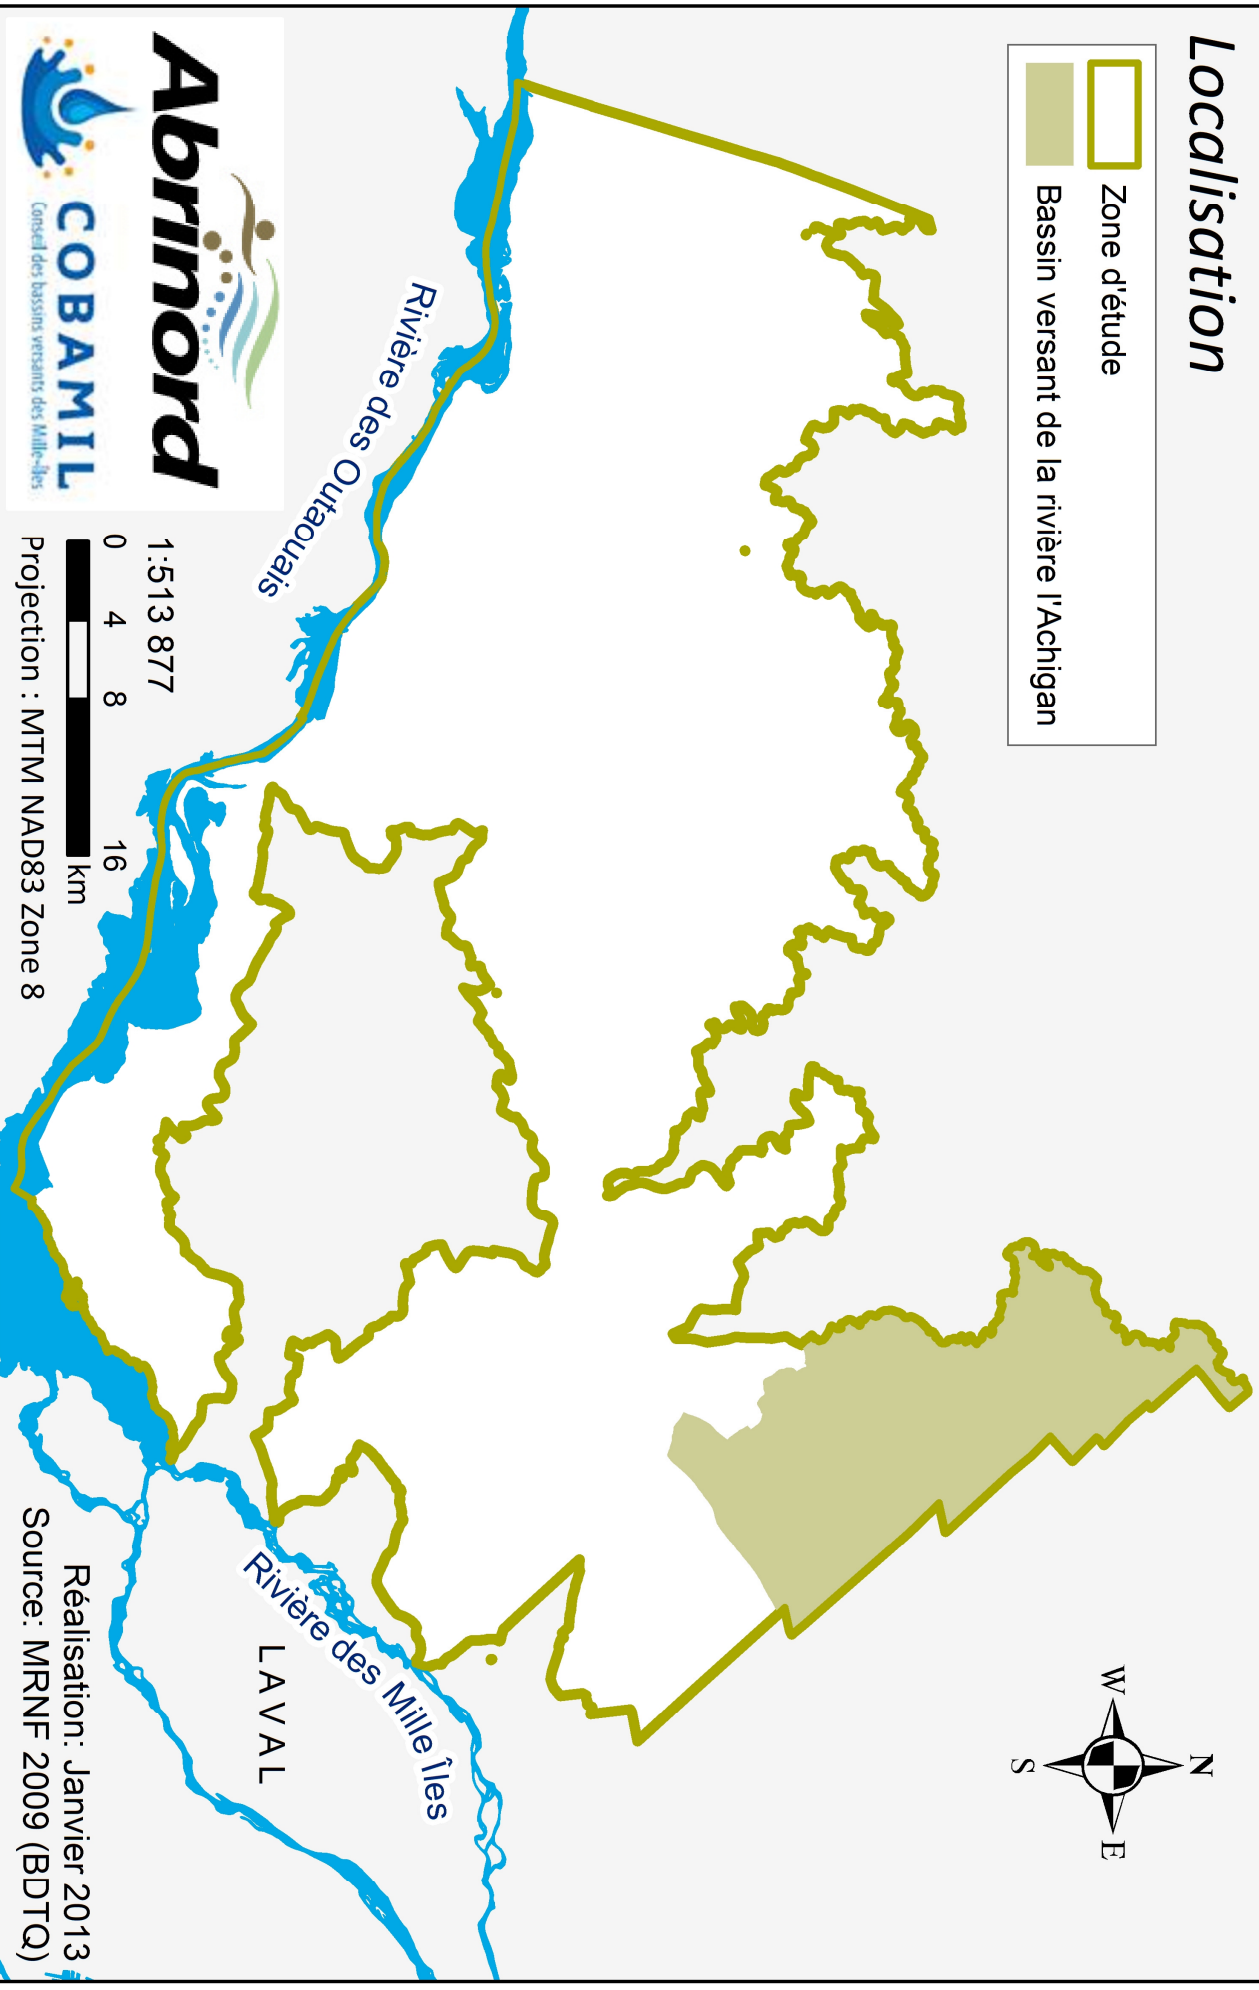 Localisation
Zone d'étude
Bassin versant de la rivière l'Achigan
N
W
E
S
Rivière des Outaouais
Rivière des Mille Îles
LAVAL
Abrinord
COBAMIL
Conseil des bassins versants des Mille-Îles
1:513 877
0 4 8 16
km
Projection : MTM NAD83 Zone 8
Réalisation: Janvier 2013
Source: MRNF 2009 (BDTQ)